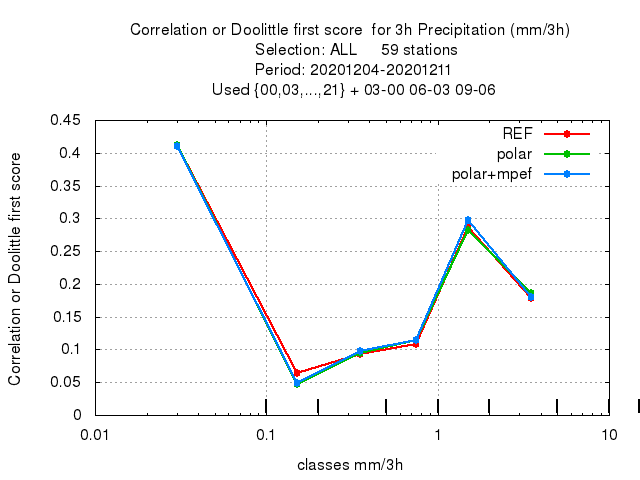 Correlation or Doolittle first score  for 3h Precipitation (mm/3h)
Selection: ALL     59 stations
Period: 20201204-20201211
Used {00,03,...,21} + 03-00 06-03 09-06
REF
polar
polar+mpef
Correlation or Doolittle first score
0.45
0.4
0.35
0.3
0.25
0.2
0.15
0.1
0.05
0
0.01
0.1
1
10
classes mm/3h